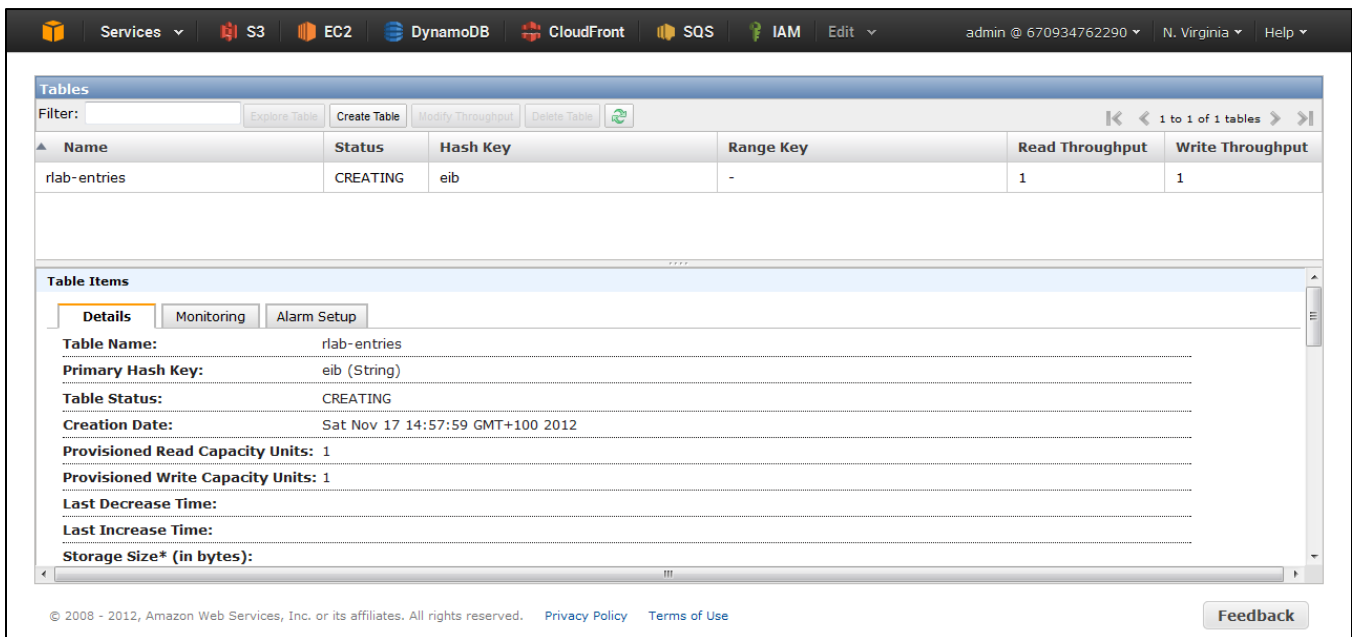 Services S3 EC2 DynamoDB CloudFront SQS IAM Edit admin @ 670934762290 N. Virginia Help
Tables
Filter: Explore Table Create Table Modify Throughput Delete Table 1 to 1 of 1 tables
Name Status Hash Key Range Key Read Throughput Write Throughput
rlab-entries CREATING eib - 1 1
Table Items
Details Monitoring Alarm Setup
Table Name: rlab-entries
Primary Hash Key: eib (String)
Table Status: CREATING
Creation Date: Sat Nov 17 14:57:59 GMT+100 2012
Provisioned Read Capacity Units: 1
Provisioned Write Capacity Units: 1
Last Decrease Time:
Last Increase Time:
Storage Size* (in bytes):
© 2008 - 2012, Amazon Web Services, Inc. or its affiliates. All rights reserved. Privacy Policy Terms of Use Feedback